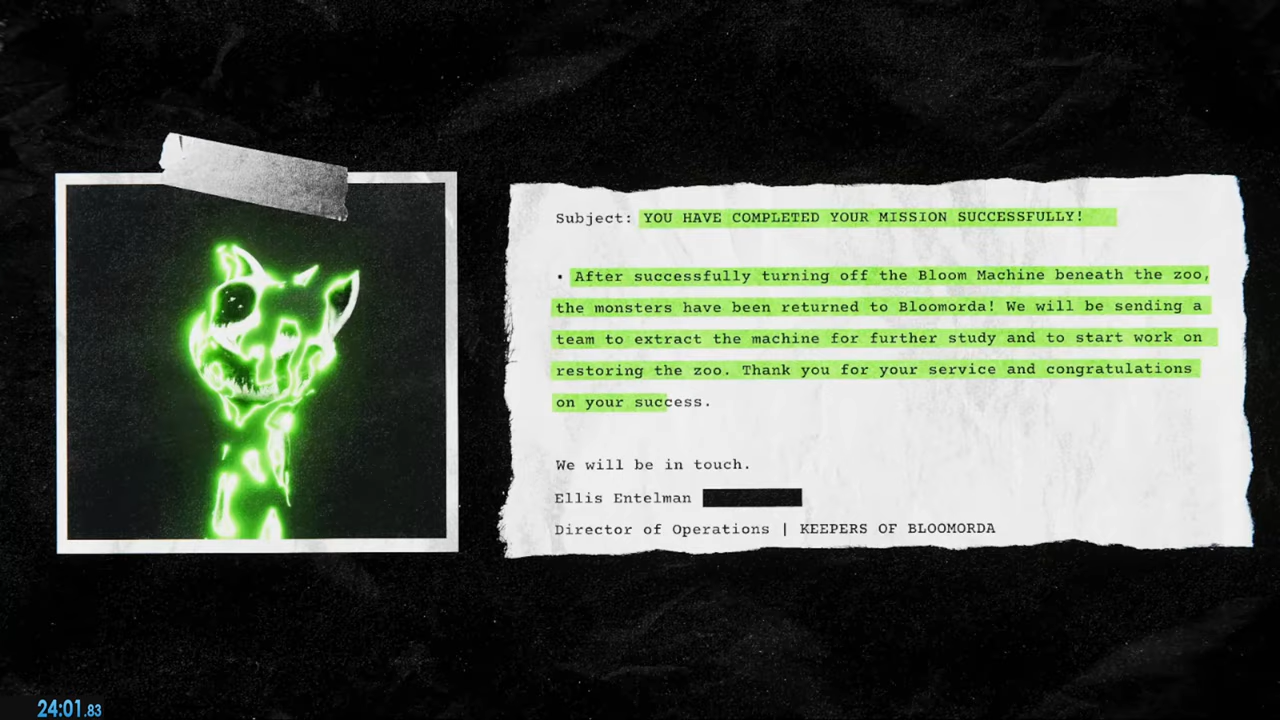 Subject: YOU HAVE COMPLETED YOUR MISSION SUCCESSFULLY!
• After successfully turning off the Bloom Machine beneath the zoo,
the monsters have been returned to Bloomorda! We will be sending a
team to extract the machine for further study and to start work on
restoring the zoo. Thank you for your service and congratulations
on your success.
We will be in touch.
Ellis Entelman
Director of Operations | KEEPERS OF BLOOMORDA
24:01.83